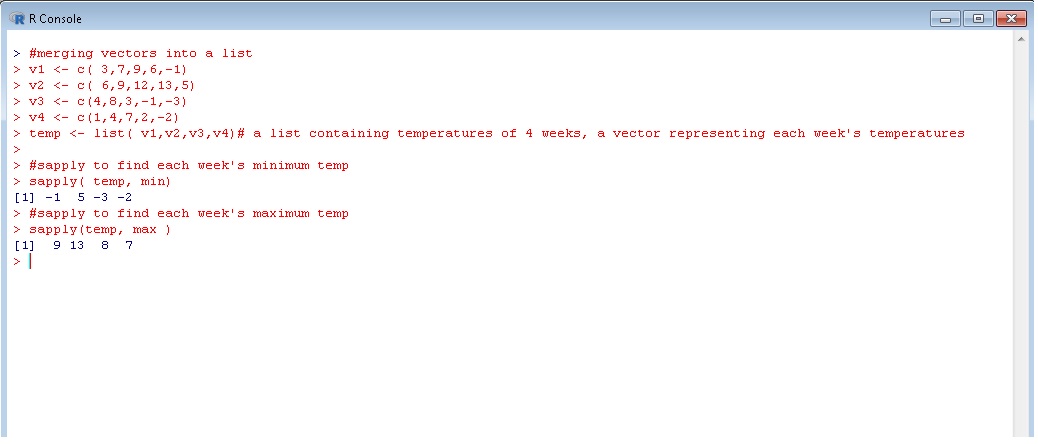 R Console
> #merging vectors into a list
> v1 <- c( 3,7,9,6,-1)
> v2 <- c( 6,9,12,13,5)
> v3 <- c(4,8,3,-1,-3)
> v4 <- c(1,4,7,2,-2)
> temp <- list( v1,v2,v3,v4)# a list containing temperatures of 4 weeks, a vector representing each week's temperatures
>
> #sapply to find each week's minimum temp
> sapply( temp, min)
[1] -1  5 -3 -2
> #sapply to find each week's maximum temp
> sapply(temp, max )
[1]  9 13  8  7
>